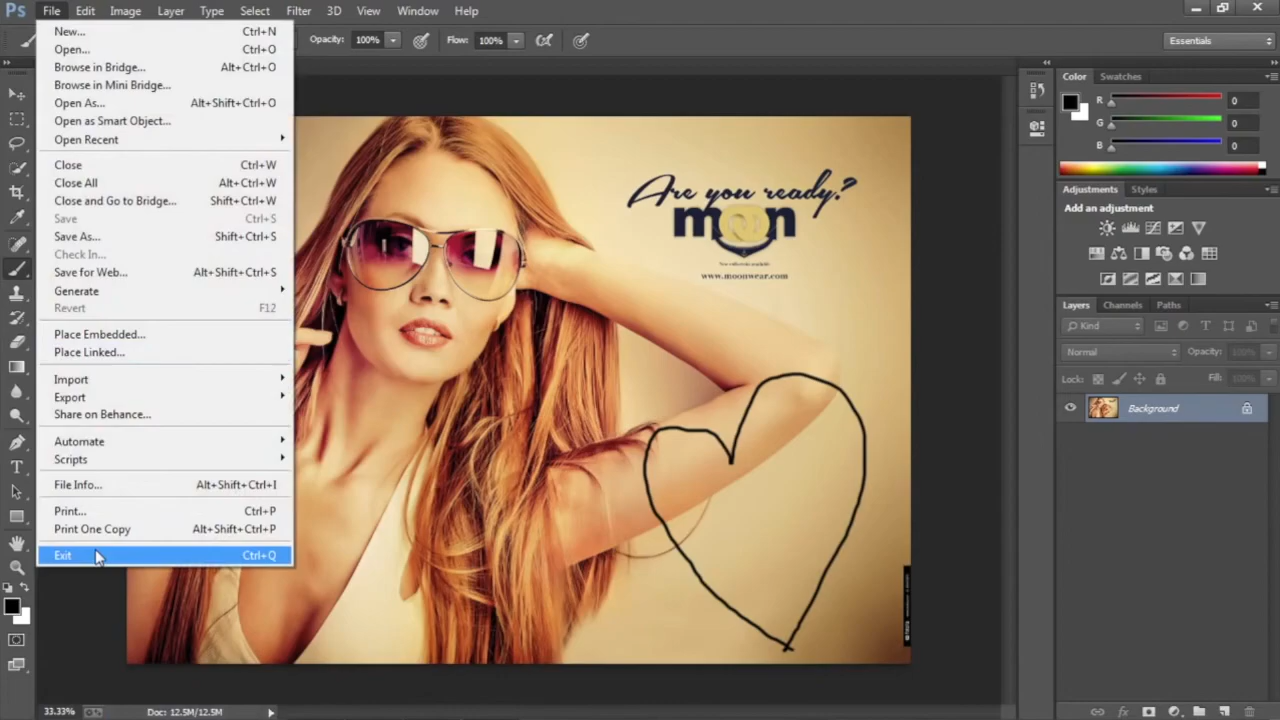 Ps File Edit Image Layer Type Select Filter 3D View Window Help
Opacity: 100% Flow: 100% Essentials
New... Ctrl+N
Open... Ctrl+O
Browse in Bridge... Alt+Ctrl+O
Browse in Mini Bridge...
Open As... Alt+Shift+Ctrl+O
Open as Smart Object...
Open Recent
Close Ctrl+W
Close All Alt+Ctrl+W
Close and Go to Bridge... Shift+Ctrl+W
Save Ctrl+S
Save As... Shift+Ctrl+S
Check In...
Save for Web... Alt+Shift+Ctrl+S
Generate
Revert F12
Place Embedded...
Place Linked...
Import
Export
Share on Behance...
Automate
Scripts
File Info... Alt+Shift+Ctrl+I
Print... Ctrl+P
Print One Copy Alt+Shift+Ctrl+P
Exit Ctrl+Q
Are you ready?
moon
New collection available
www.moonwear.com
Color Swatches
R 0
G 0
B 0
Adjustments Styles
Add an adjustment
Layers Channels Paths
Kind
Normal Opacity: 100%
Lock: Fill: 100%
Background
33.33% Doc: 12.5M/12.5M